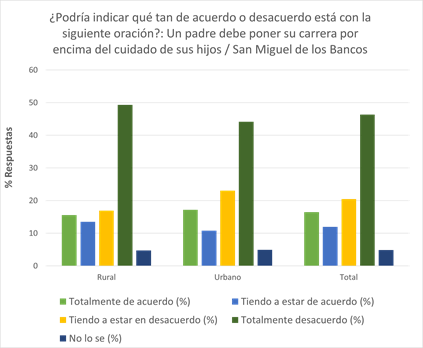 ¿Podría indicar qué tan de acuerdo o desacuerdo está con la
siguiente oración?: Un padre debe poner su carrera por
encima del cuidado de sus hijos / San Miguel de los Bancos
% Respuestas
60
50
40
30
20
10
0
Rural
Urbano
Total
Totalmente de acuerdo (%)
Tiendo a estar de acuerdo (%)
Tiendo a estar en desacuerdo (%)
Totalmente desacuerdo (%)
No lo se (%)